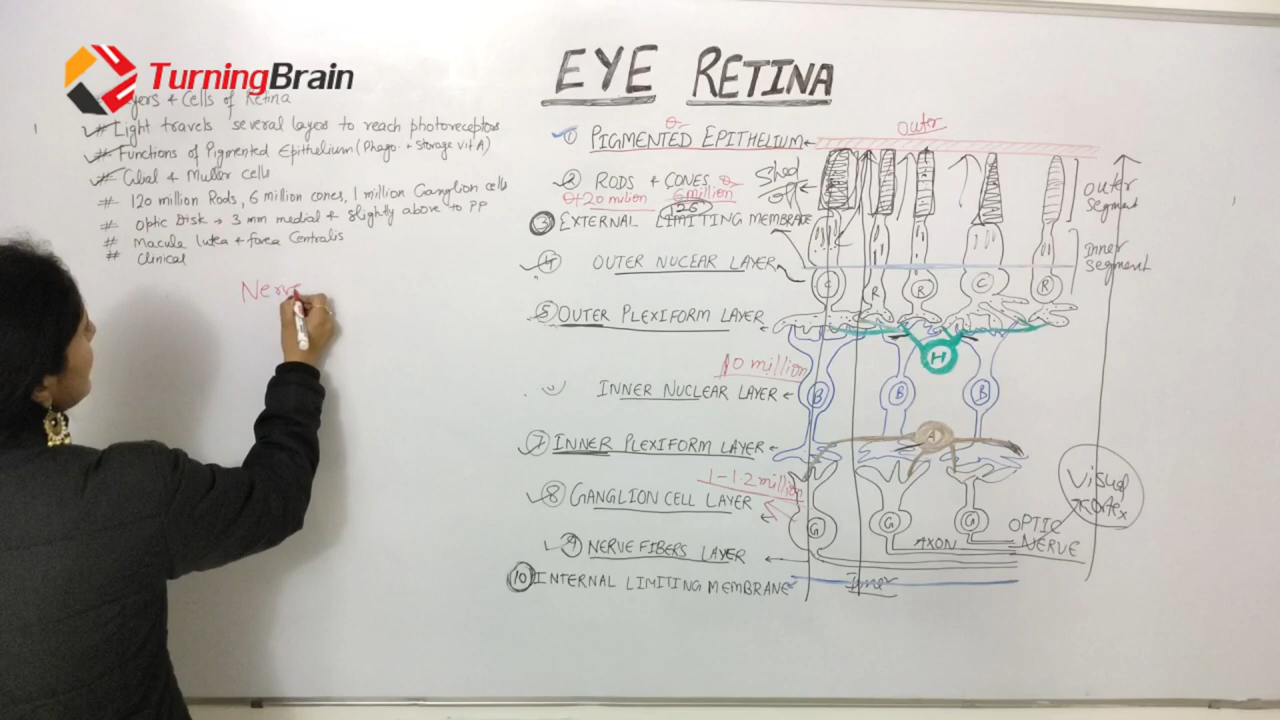 TurningBrain
Layers + Cells of Retina
# Light travels several layers to reach photoreceptors
# Functions of Pigmented Epithelium (Phago. + Storage vit A)
# Glial + Muller cells
# 120 million Rods, 6 million cones, 1 million Ganglion cells
# Optic Disk → 3 mm medial + slightly above to PP
# Macula lutea + fovea Centralis
# Clinical
Nerv
EYE RETINA
1 PIGMENTED EPITHELIUM
outer
2 RODS + CONES
Shed off
120 million 6 million
126
3 EXTERNAL LIMITING MEMBRANE
Outer Segment
Inner Segment
4 OUTER NUCEAR LAYER
C R R C R
5 OUTER PLEXIFORM LAYER
H
10 million
INNER NUCLEAR LAYER
B B B
7 INNER PLEXIFORM LAYER
A
1-1.2 million
8 GANGLION CELL LAYER
G G G
Visual
OPTIC NERVE
AXON
9 NERVE FIBERS LAYER
10 INTERNAL LIMITING MEMBRANE
Inner